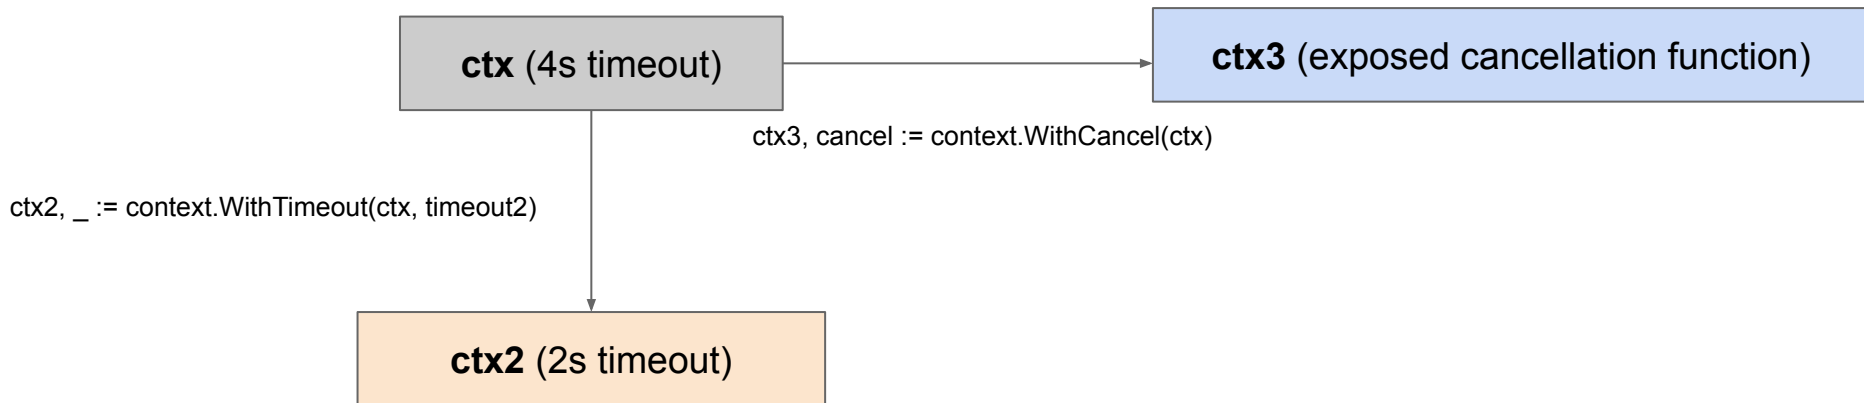 ctx (4s timeout)
ctx3 (exposed cancellation function)
ctx3, cancel := context.WithCancel(ctx)
ctx2, _ := context.WithTimeout(ctx, timeout2)
ctx2 (2s timeout)